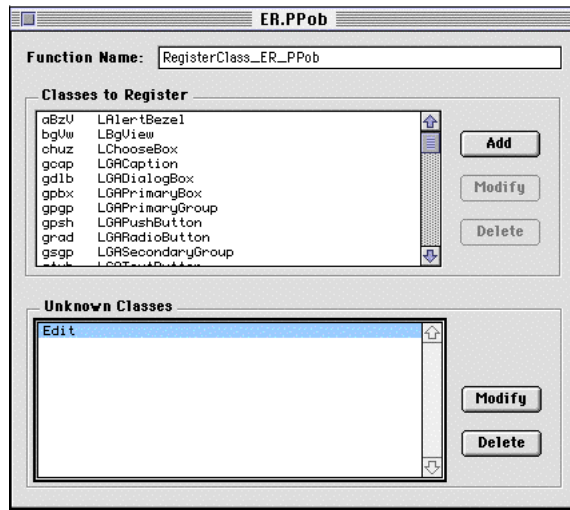 ER.PPob
Function Name: RegisterClass_ER_PPob
Classes to Register
aBzV LAlertBezel
bgVw LBgView
chuz LChooseBox
gcap LGACaption
gdlb LGADialogBox
gpbx LGAPrimaryBox
gpgp LGAPrimaryGroup
gpsh LGAPushButton
grad LGARadioButton
gsgp LGASecondaryGroup
Add
Modify
Delete
Unknown Classes
Edit
Modify
Delete